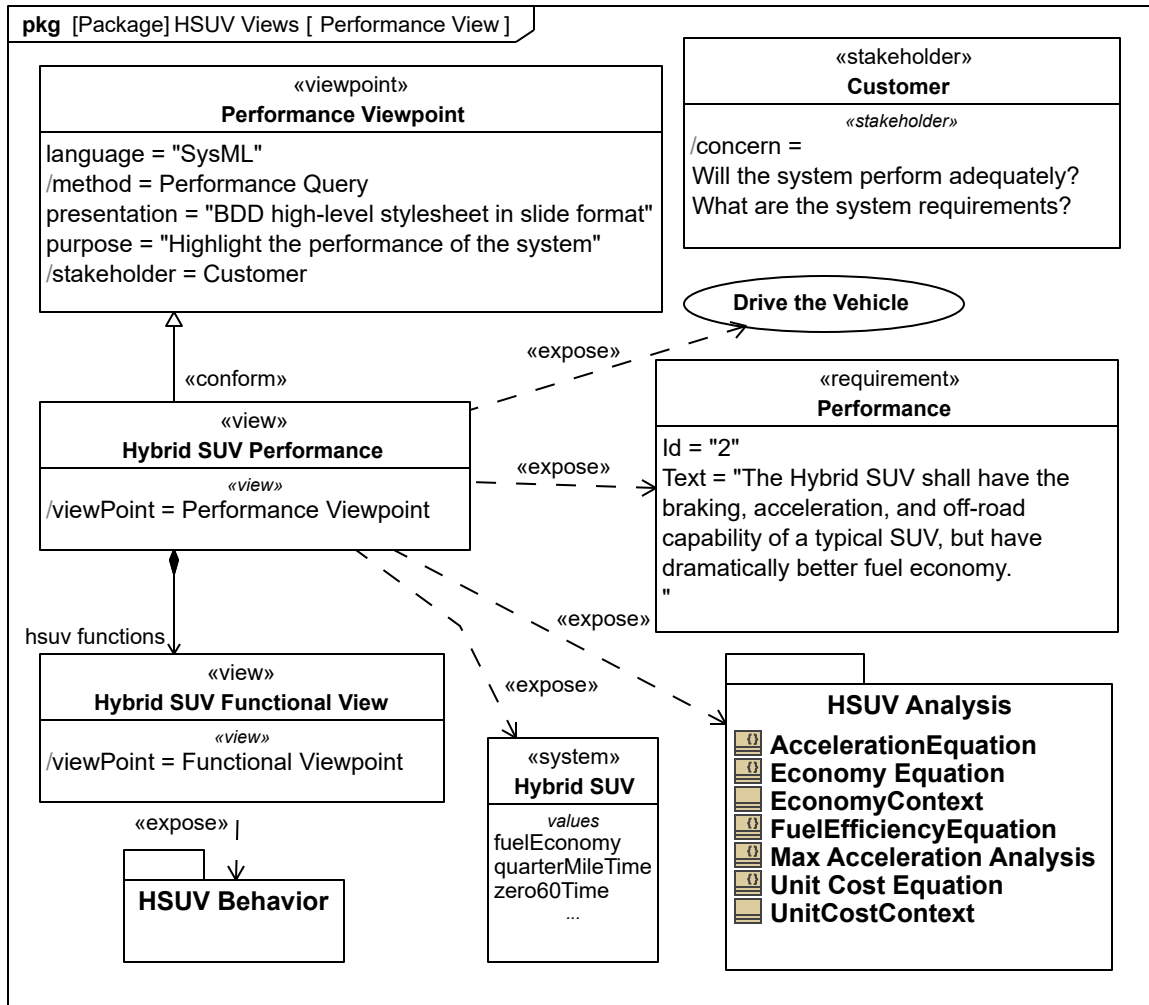 pkg [Package] HSUV Views [ Performance View ]
«viewpoint»
Performance Viewpoint
language = "SysML"
/method = Performance Query
presentation = "BDD high-level stylesheet in slide format"
purpose = "Highlight the performance of the system"
/stakeholder = Customer
«stakeholder»
Customer
«stakeholder»
/concern =
Will the system perform adequately?
What are the system requirements?
Drive the Vehicle
«expose»
«conform»
«requirement»
Performance
Id = "2"
Text = "The Hybrid SUV shall have the
braking, acceleration, and off-road
capability of a typical SUV, but have
dramatically better fuel economy.
"
«view»
Hybrid SUV Performance
«view»
/viewPoint = Performance Viewpoint
«expose»
«expose»
hsuv functions
«view»
Hybrid SUV Functional View
«view»
/viewPoint = Functional Viewpoint
«expose»
«expose»
HSUV Behavior
«system»
Hybrid SUV
values
fuelEconomy
quarterMileTime
zero60Time
...
HSUV Analysis
{} AccelerationEquation
{} Economy Equation
EconomyContext
{} FuelEfficiencyEquation
{} Max Acceleration Analysis
{} Unit Cost Equation
UnitCostContext